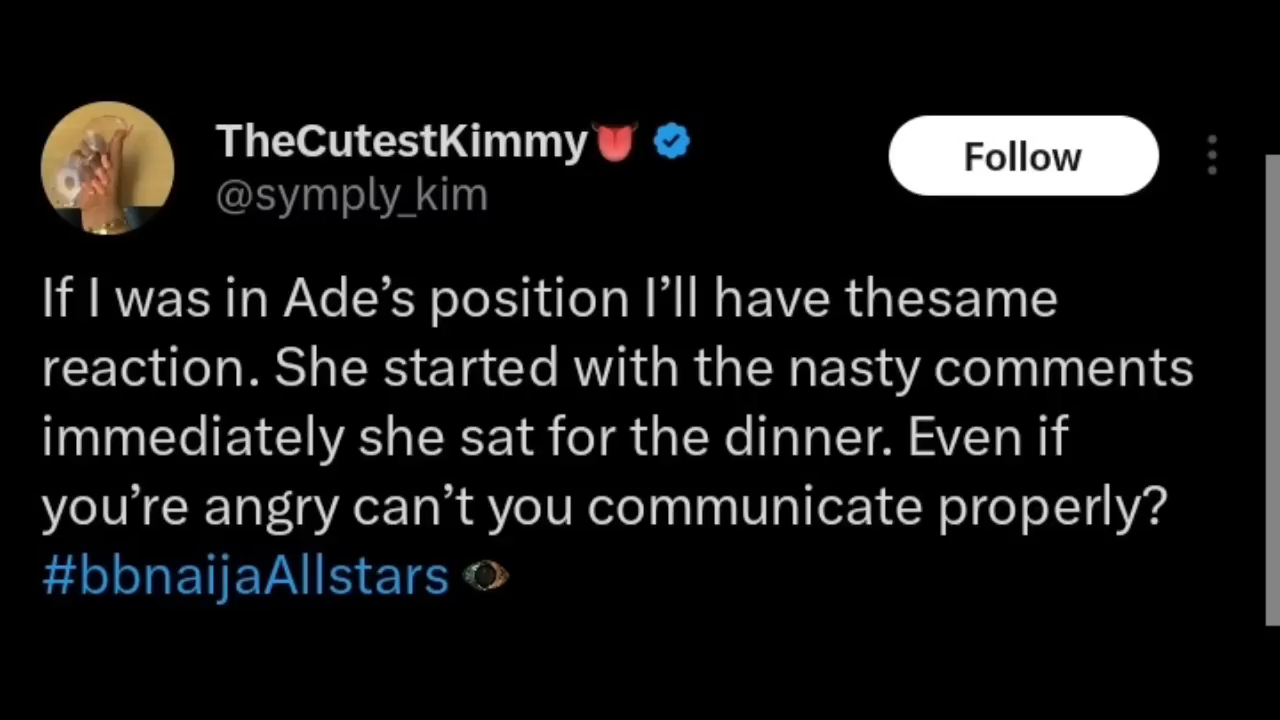 TheCutestKimmy👅
@symply_kim
Follow
If I was in Ade’s position I’ll have thesame
reaction. She started with the nasty comments
immediately she sat for the dinner. Even if
you’re angry can’t you communicate properly?
#bbnaijaAllstars